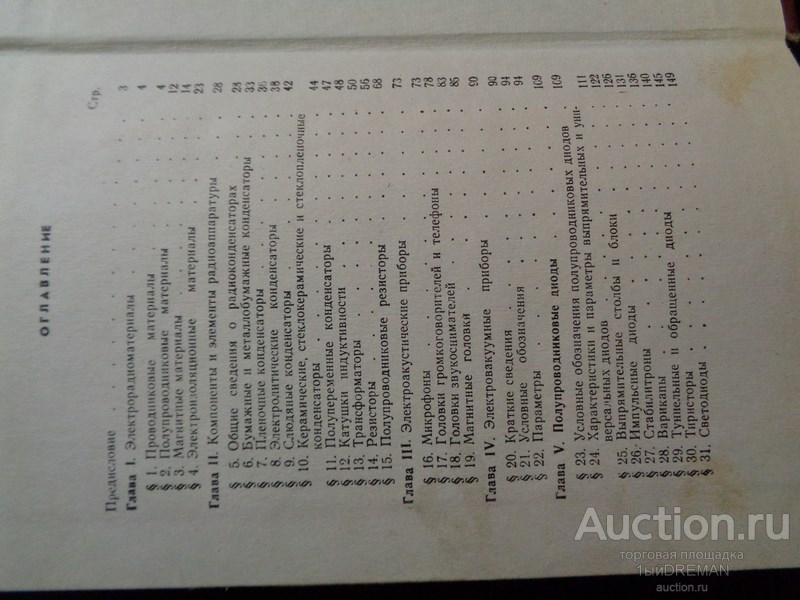 ОГЛАВЛЕНИЕ
Стр.
Предисловие . . . . . . . . . . 3
Глава I. Электрорадиоматериалы . . . . . . 4
§ 1. Проводниковые материалы . . . . . . 4
§ 2. Полупроводниковые материалы . . . . . 12
§ 3. Магнитные материалы . . . . . . . 14
§ 4. Электроизоляционные материалы . . . . . 23
Глава II. Компоненты и элементы радиоаппаратуры . . . 28
§ 5. Общие сведения о радиоконденсаторах . . . . 28
§ 6. Бумажные и металлобумажные конденсаторы . . . 33
§ 7. Пленочные конденсаторы . . . . . . 36
§ 8. Электролитические конденсаторы . . . . . 38
§ 9. Слюдяные конденсаторы . . . . . . 42
§ 10. Керамические, стеклокерамические и стеклопленочные
конденсаторы . . . . . . . . 44
§ 11. Полупеременные конденсаторы . . . . . 47
§ 12. Катушки индуктивности . . . . . . 48
§ 13. Трансформаторы . . . . . . . 50
§ 14. Резисторы . . . . . . . . 56
§ 15. Полупроводниковые резисторы . . . . . 68
Глава III. Электроакустические приборы . . . . . 73
§ 16. Микрофоны . . . . . . . . 73
§ 17. Головки громкоговорителей и телефоны . . . 78
§ 18. Головки звукоснимателей . . . . . . 83
§ 19. Магнитные головки . . . . . . . 86
Глава IV. Электровакуумные приборы . . . . . 90
§ 20. Краткие сведения . . . . . . . 90
§ 21. Условные обозначения . . . . . . 94
§ 22. Параметры . . . . . . . . 94
Глава V. Полупроводниковые диоды . . . . . 109
§ 23. Условные обозначения полупроводниковых диодов . 109
§ 24. Характеристики и параметры выпрямительных и уни-
версальных диодов . . . . . . . 111
§ 25. Выпрямительные столбы и блоки . . . . 122
§ 26. Импульсные диоды . . . . . . . 126
§ 27. Стабилитроны . . . . . . . . 131
§ 28. Варикапы . . . . . . . . 136
§ 29. Туннельные и обращенные диоды . . . . 140
§ 30. Тиристоры . . . . . . . . 145
§ 31. Светодиоды . . . . . . . . 149
Auction.ru
торговая площадка
1ыйDREMAN
auction.ru